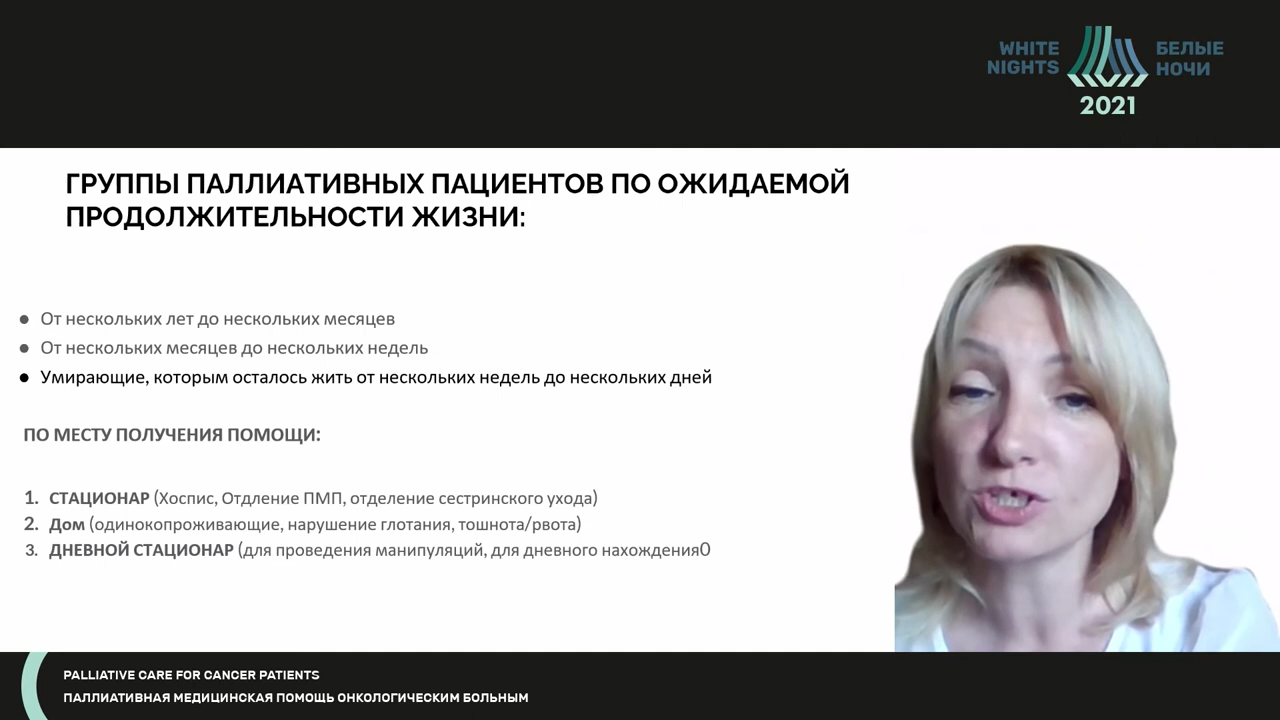 WHITE NIGHTS
БЕЛЫЕ НОЧИ
2021
ГРУППЫ ПАЛЛИАТИВНЫХ ПАЦИЕНТОВ ПО ОЖИДАЕМОЙ
ПРОДОЛЖИТЕЛЬНОСТИ ЖИЗНИ:
● От нескольких лет до нескольких месяцев
● От нескольких месяцев до нескольких недель
● Умирающие, которым осталось жить от нескольких недель до нескольких дней
ПО МЕСТУ ПОЛУЧЕНИЯ ПОМОЩИ:
1. СТАЦИОНАР (Хоспис, Отдление ПМП, отделение сестринского ухода)
2. Дом (одинокопроживающие, нарушение глотания, тошнота/рвота)
3. ДНЕВНОЙ СТАЦИОНАР (для проведения манипуляций, для дневного нахождения0
PALLIATIVE CARE FOR CANCER PATIENTS
ПАЛЛИАТИВНАЯ МЕДИЦИНСКАЯ ПОМОЩЬ ОНКОЛОГИЧЕСКИМ БОЛЬНЫМ